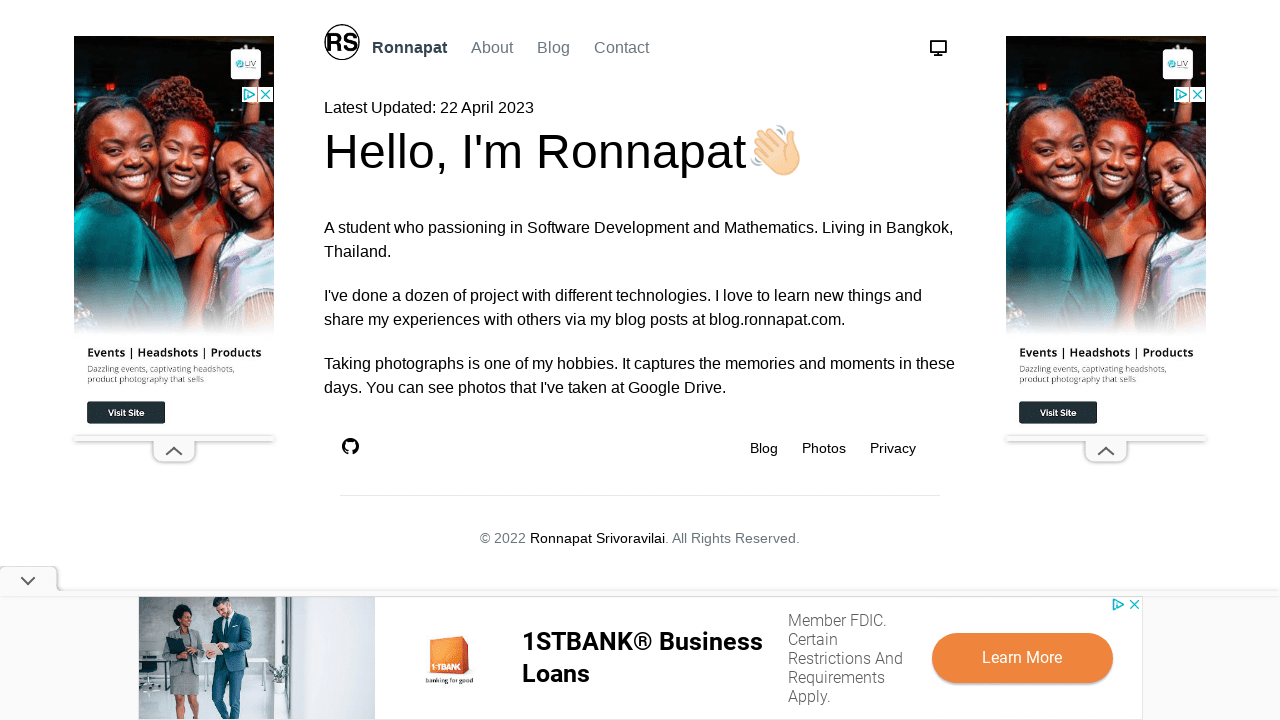 RS
Ronnapat About Blog Contact
Latest Updated: 22 April 2023
Hello, I'm Ronnapat👋🏻
A student who passioning in Software Development and Mathematics. Living in Bangkok,
Thailand.
I've done a dozen of project with different technologies. I love to learn new things and
share my experiences with others via my blog posts at blog.ronnapat.com.
Taking photographs is one of my hobbies. It captures the memories and moments in these
days. You can see photos that I've taken at Google Drive.
Blog Photos Privacy
© 2022 Ronnapat Srivoravilai. All Rights Reserved.
LIV
Events | Headshots | Products
Dazzling events, captivating headshots,
product photography that sells
Visit Site
LIV
Events | Headshots | Products
Dazzling events, captivating headshots,
product photography that sells
Visit Site
1STBANK
banking for good
1STBANK® Business
Loans
Member FDIC.
Certain
Restrictions And
Requirements
Apply.
Learn More